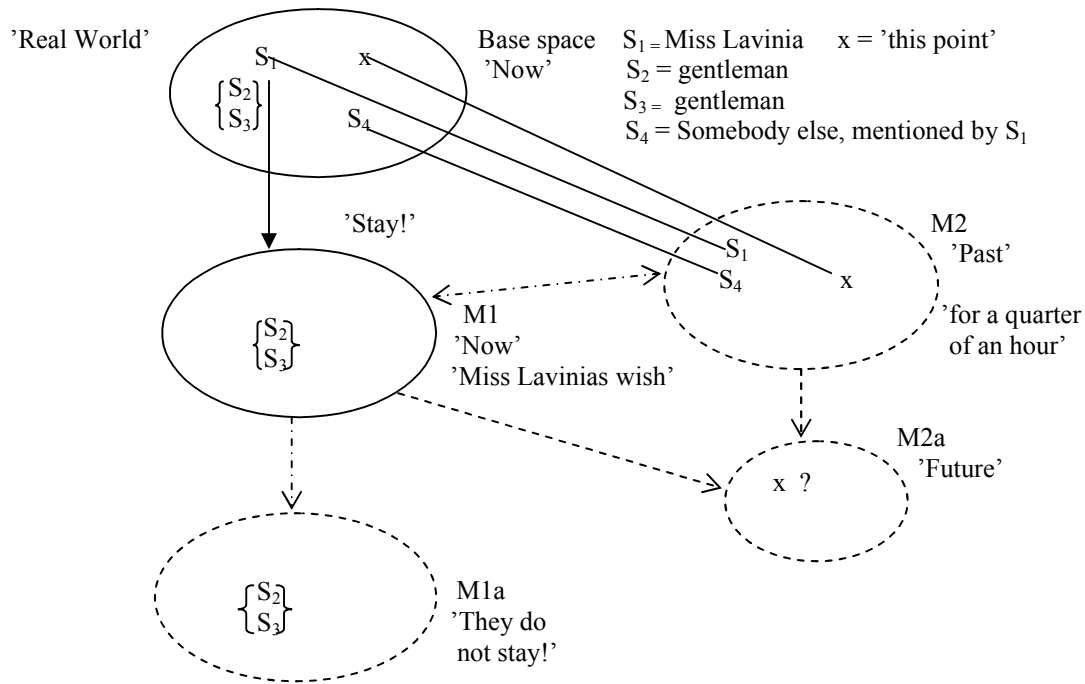 ’Real World’
Base space S₁ = Miss Lavinia x = ’this point’
’Now’ S₂ = gentleman
S₃ = gentleman
S₄ = Somebody else, mentioned by S₁
S₁ x
S₂
S₃
S₄
’Stay!’
M2
’Past’
S₁
S₄ x
’for a quarter
of an hour’
M1
’Now’
’Miss Lavinias wish’
S₂
S₃
M2a
’Future’
x ?
M1a
’They do
not stay!’
S₂
S₃